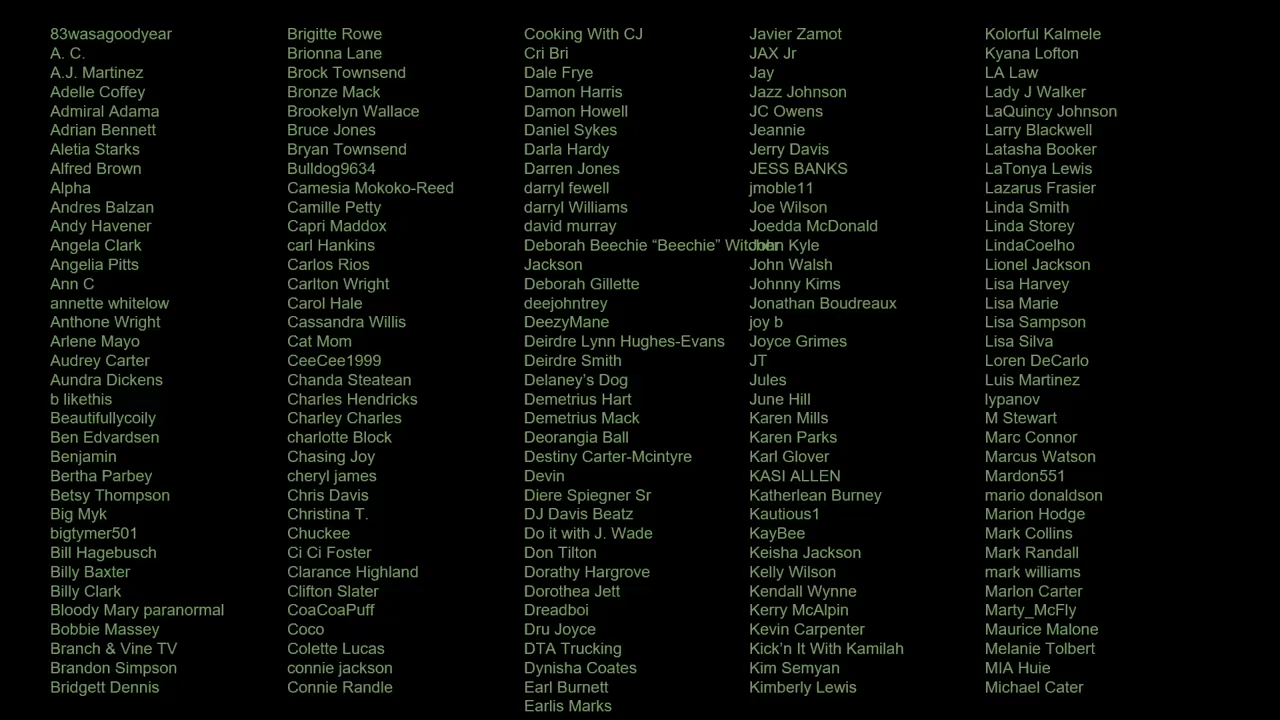 83wasagoodyear
A. C.
A.J. Martinez
Adelle Coffey
Admiral Adama
Adrian Bennett
Aletia Starks
Alfred Brown
Alpha
Andres Balzan
Andy Havener
Angela Clark
Angelia Pitts
Ann C
annette whitelow
Anthone Wright
Arlene Mayo
Audrey Carter
Aundra Dickens
b likethis
Beautifullycoily
Ben Edvardsen
Benjamin
Bertha Parbey
Betsy Thompson
Big Myk
bigtymer501
Bill Hagebusch
Billy Baxter
Billy Clark
Bloody Mary paranormal
Bobbie Massey
Branch & Vine TV
Brandon Simpson
Bridgett Dennis
Brigitte Rowe
Brionna Lane
Brock Townsend
Bronze Mack
Brookelyn Wallace
Bruce Jones
Bryan Townsend
Bulldog9634
Camesia Mokoko-Reed
Camille Petty
Capri Maddox
carl Hankins
Carlos Rios
Carlton Wright
Carol Hale
Cassandra Willis
Cat Mom
CeeCee1999
Chanda Steatean
Charles Hendricks
Charley Charles
charlotte Block
Chasing Joy
cheryl james
Chris Davis
Christina T.
Chuckee
Ci Ci Foster
Clarance Highland
Clifton Slater
CoaCoaPuff
Coco
Colette Lucas
connie jackson
Connie Randle
Cooking With CJ
Cri Bri
Dale Frye
Damon Harris
Damon Howell
Daniel Sykes
Darla Hardy
Darren Jones
darryl fewell
darryl Williams
david murray
Deborah Beechie “Beechie”
Jackson
Deborah Gillette
deejohntrey
DeezyMane
Deirdre Lynn Hughes-Evans
Deirdre Smith
Delaney’s Dog
Demetrius Hart
Demetrius Mack
Deorangia Ball
Destiny Carter-Mcintyre
Devin
Diere Spiegner Sr
DJ Davis Beatz
Do it with J. Wade
Don Tilton
Dorathy Hargrove
Dorothea Jett
Dreadboi
Dru Joyce
DTA Trucking
Dynisha Coates
Earl Burnett
Earlis Marks
Javier Zamot
JAX Jr
Jay
Jazz Johnson
JC Owens
Jeannie
Jerry Davis
JESS BANKS
jmoble11
Joe Wilson
Joedda McDonald
John Kyle
John Walsh
Johnny Kims
Jonathan Boudreaux
joy b
Joyce Grimes
JT
Jules
June Hill
Karen Mills
Karen Parks
Karl Glover
KASI ALLEN
Katherlean Burney
Kautious1
KayBee
Keisha Jackson
Kelly Wilson
Kendall Wynne
Kerry McAlpin
Kevin Carpenter
Kick’n It With Kamilah
Kim Semyan
Kimberly Lewis
Kolorful Kalmele
Kyana Lofton
LA Law
Lady J Walker
LaQuincy Johnson
Larry Blackwell
Latasha Booker
LaTonya Lewis
Lazarus Frasier
Linda Smith
Linda Storey
LindaCoelho
Lionel Jackson
Lisa Harvey
Lisa Marie
Lisa Sampson
Lisa Silva
Loren DeCarlo
Luis Martinez
lypanov
M Stewart
Marc Connor
Marcus Watson
Mardon551
mario donaldson
Marion Hodge
Mark Collins
Mark Randall
mark williams
Marlon Carter
Marty_McFly
Maurice Malone
Melanie Tolbert
MIA Huie
Michael Cater